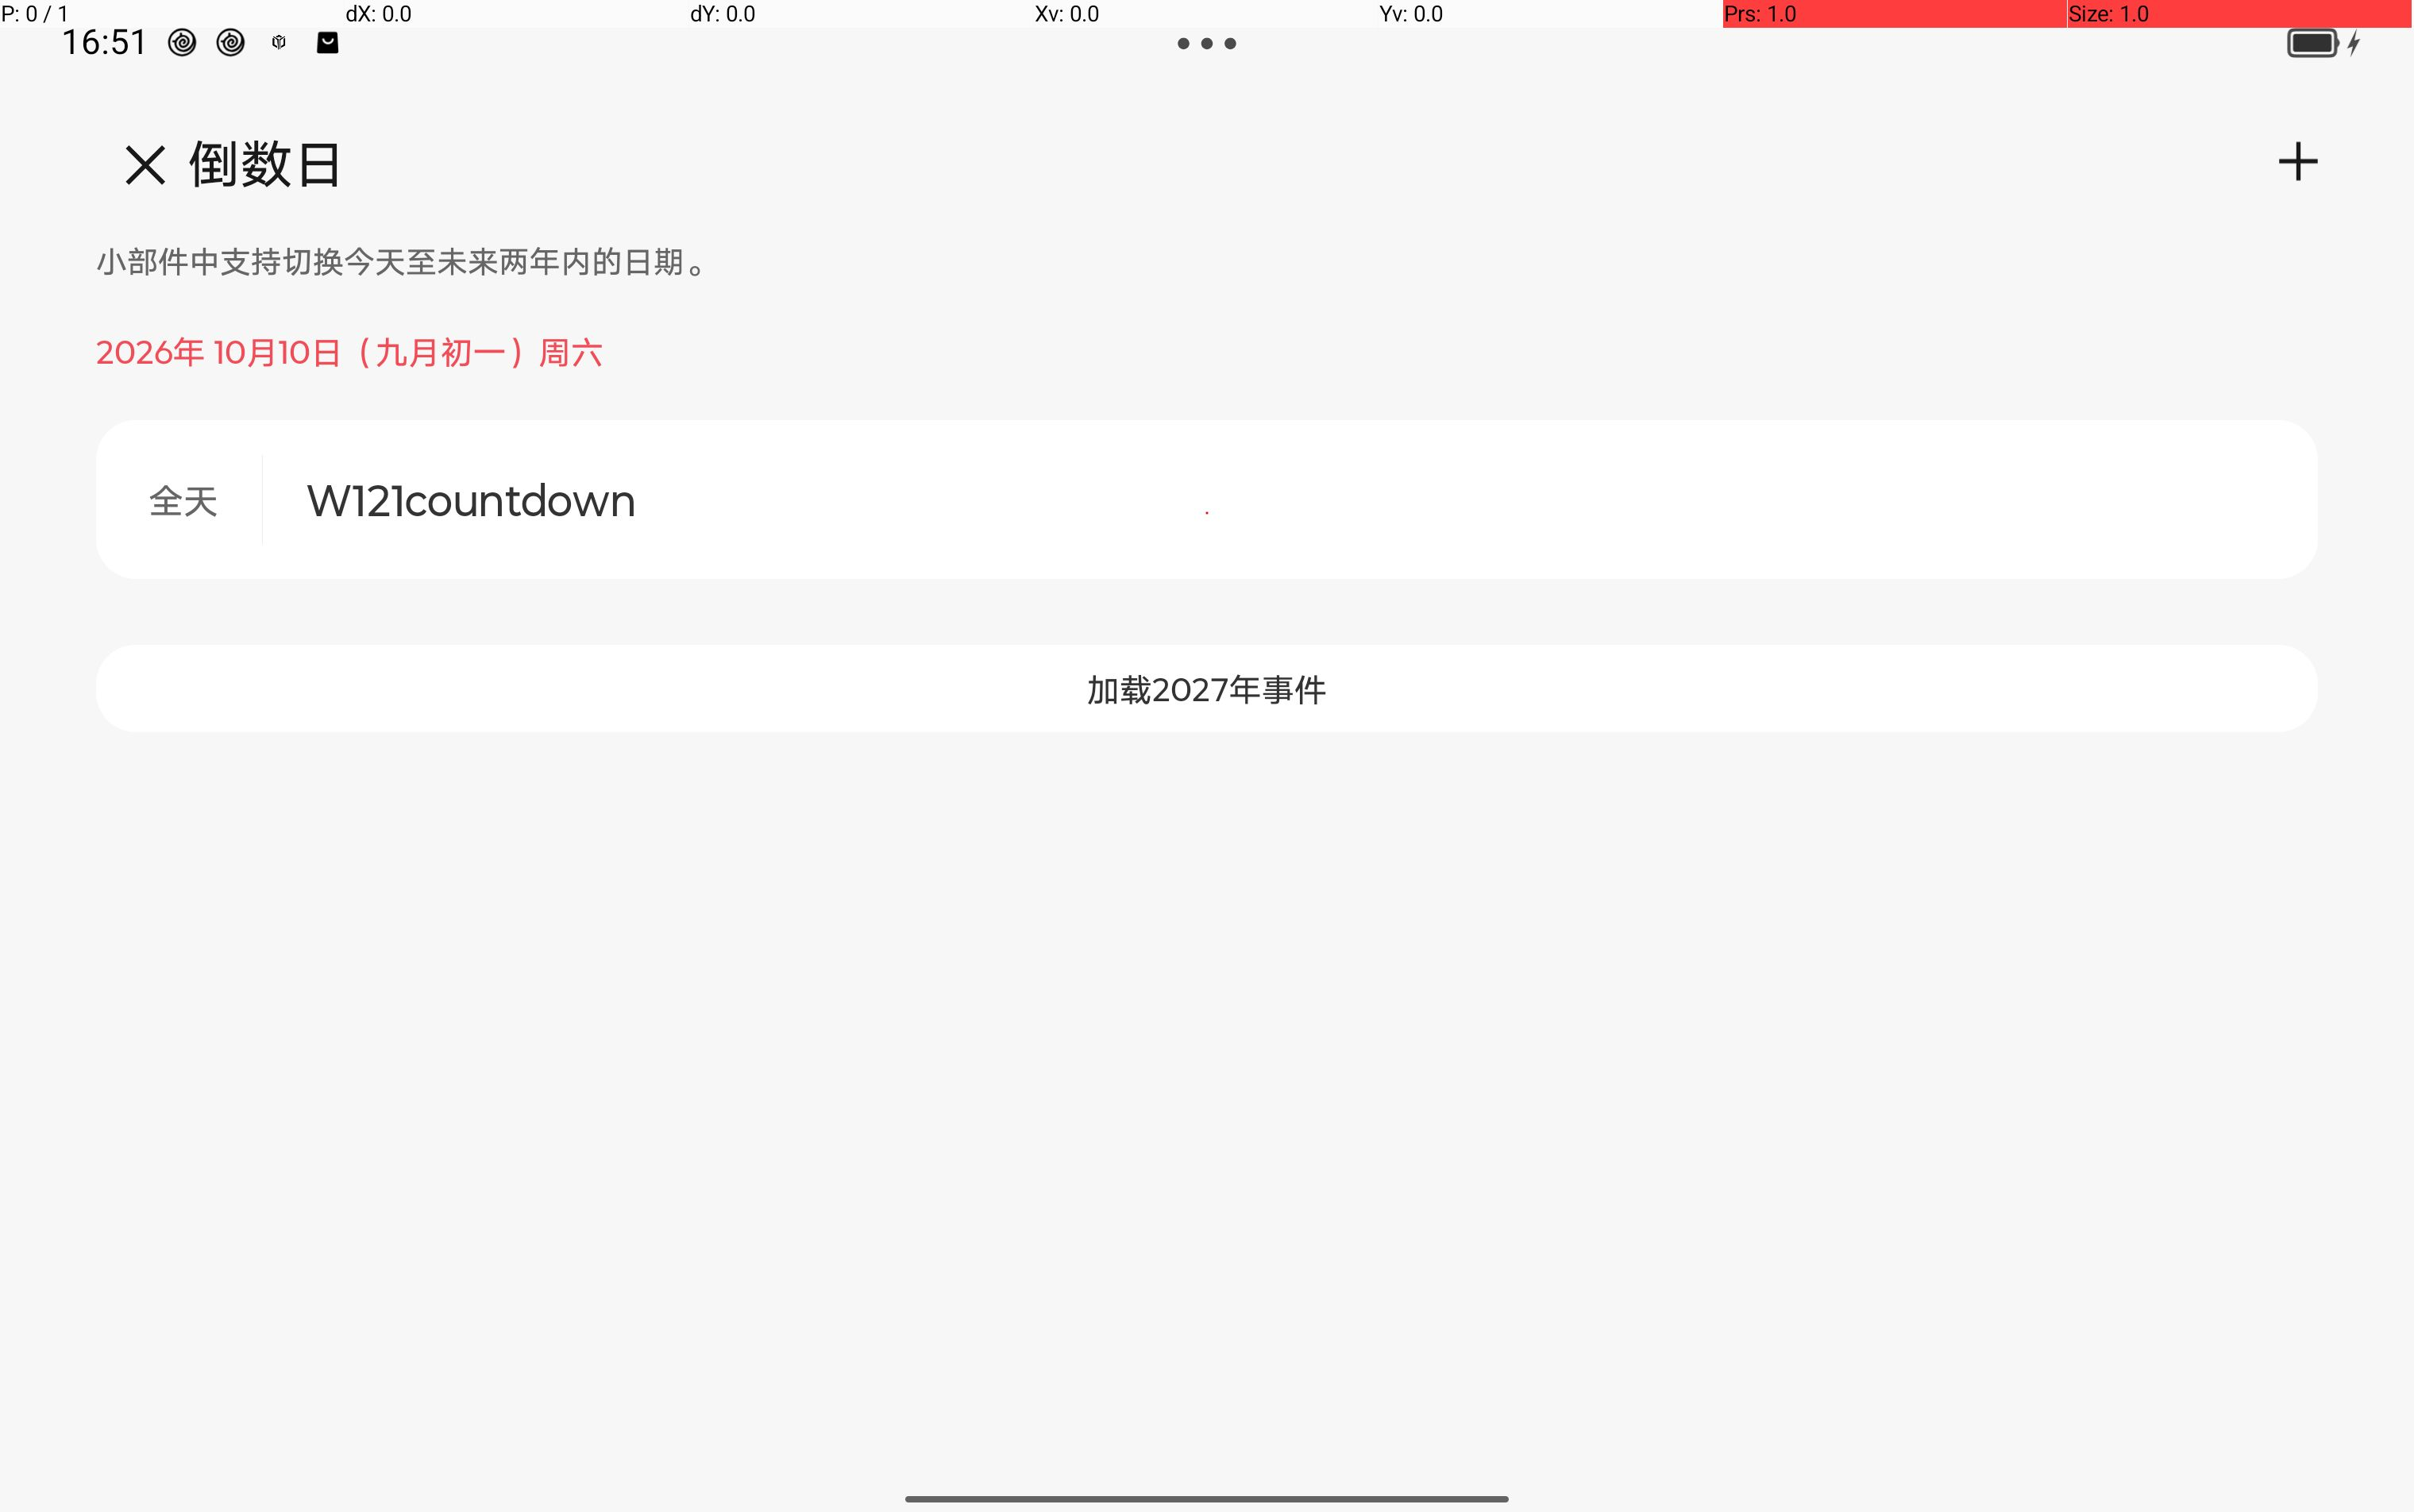 P: 0 / 1 dX: 0.0 dY: 0.0 Xv: 0.0 Yv: 0.0 Prs: 1.0 Size: 1.0
16:51
倒数日
小部件中支持切换今天至未来两年内的日期。
2026年 10月10日（九月初一）周六
全天 W121countdown
加载2027年事件